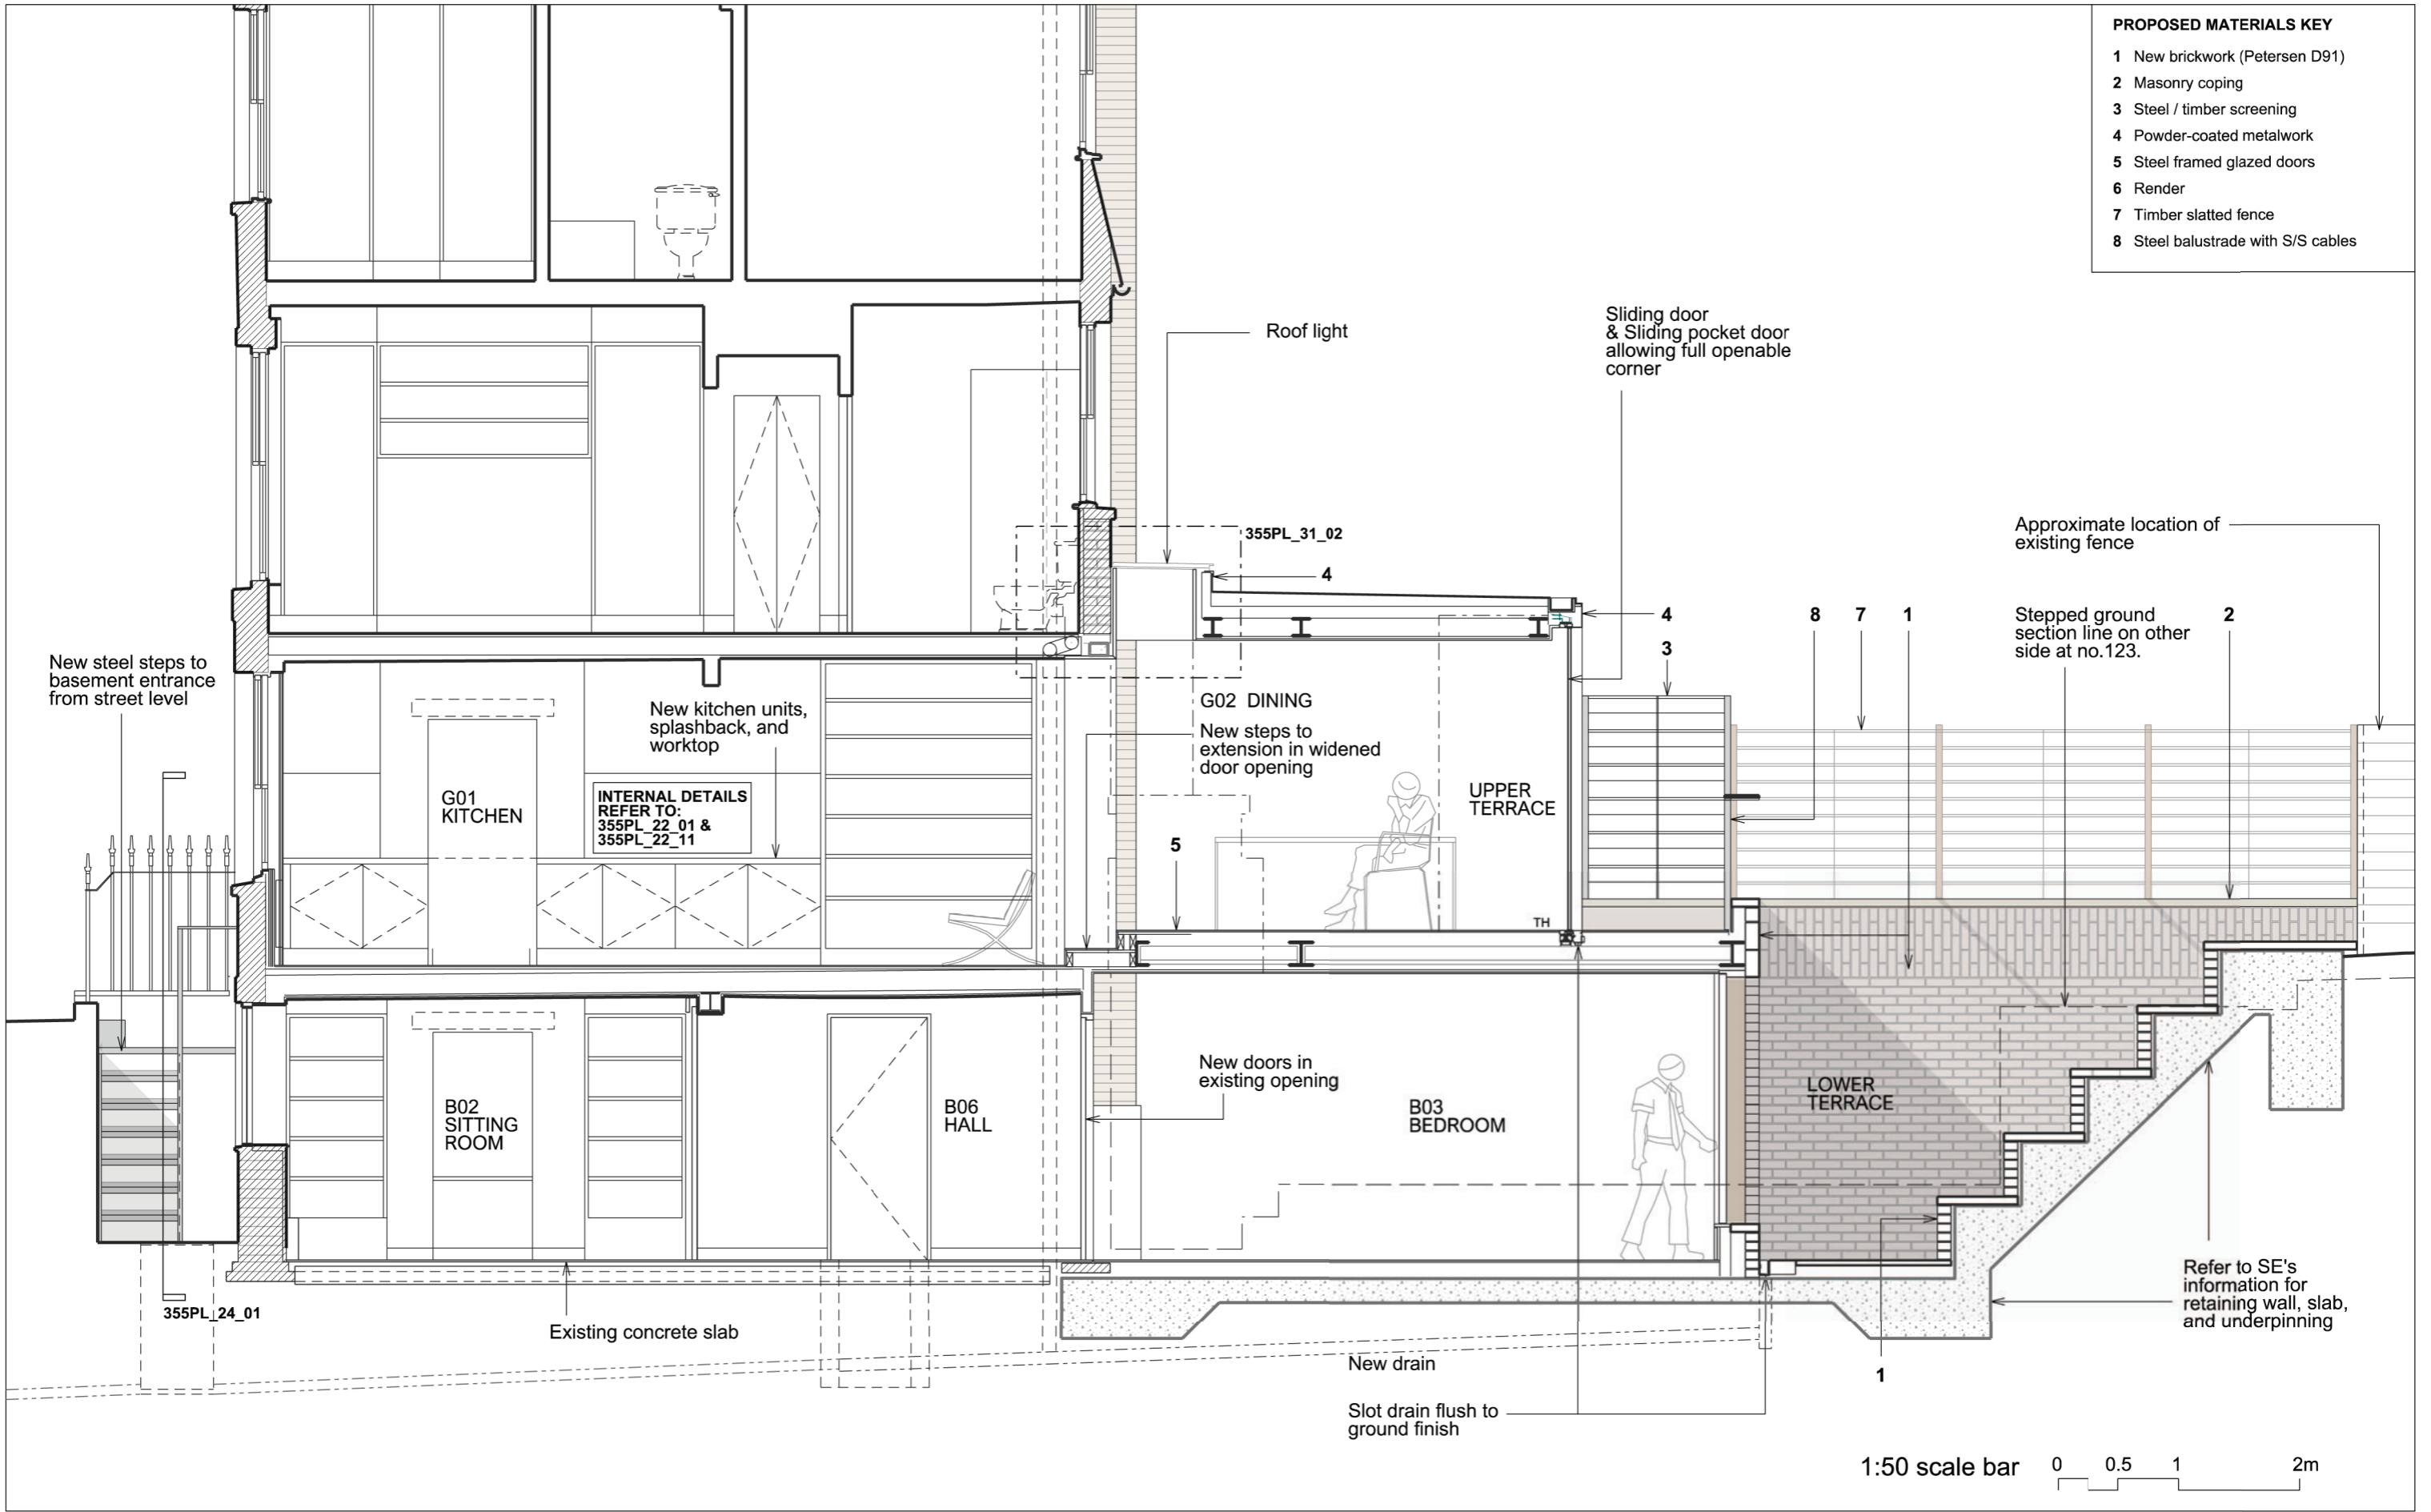 PROPOSED MATERIALS KEY
1 New brickwork (Petersen D91)
2 Masonry coping
3 Steel / timber screening
4 Powder-coated metalwork
5 Steel framed glazed doors
6 Render
7 Timber slatted fence
8 Steel balustrade with S/S cables
Roof light
Sliding door
& Sliding pocket door
allowing full openable
corner
355PL_31_02
4
Approximate location of
existing fence
4
3
8
7
1
Stepped ground
section line on other
side at no.123.
2
New steel steps to
basement entrance
from street level
New kitchen units,
splashback, and
worktop
G02 DINING
New steps to
extension in widened
door opening
G01
KITCHEN
INTERNAL DETAILS
REFER TO:
355PL_22_01 &
355PL_22_11
UPPER
TERRACE
8
5
TH
B02
SITTING
ROOM
B06
HALL
New doors in
existing opening
B03
BEDROOM
LOWER
TERRACE
355PL_24_01
Existing concrete slab
Refer to SE's
information for
retaining wall, slab,
and underpinning
New drain
1
Slot drain flush to
ground finish
1:50 scale bar
0 0.5 1 2m